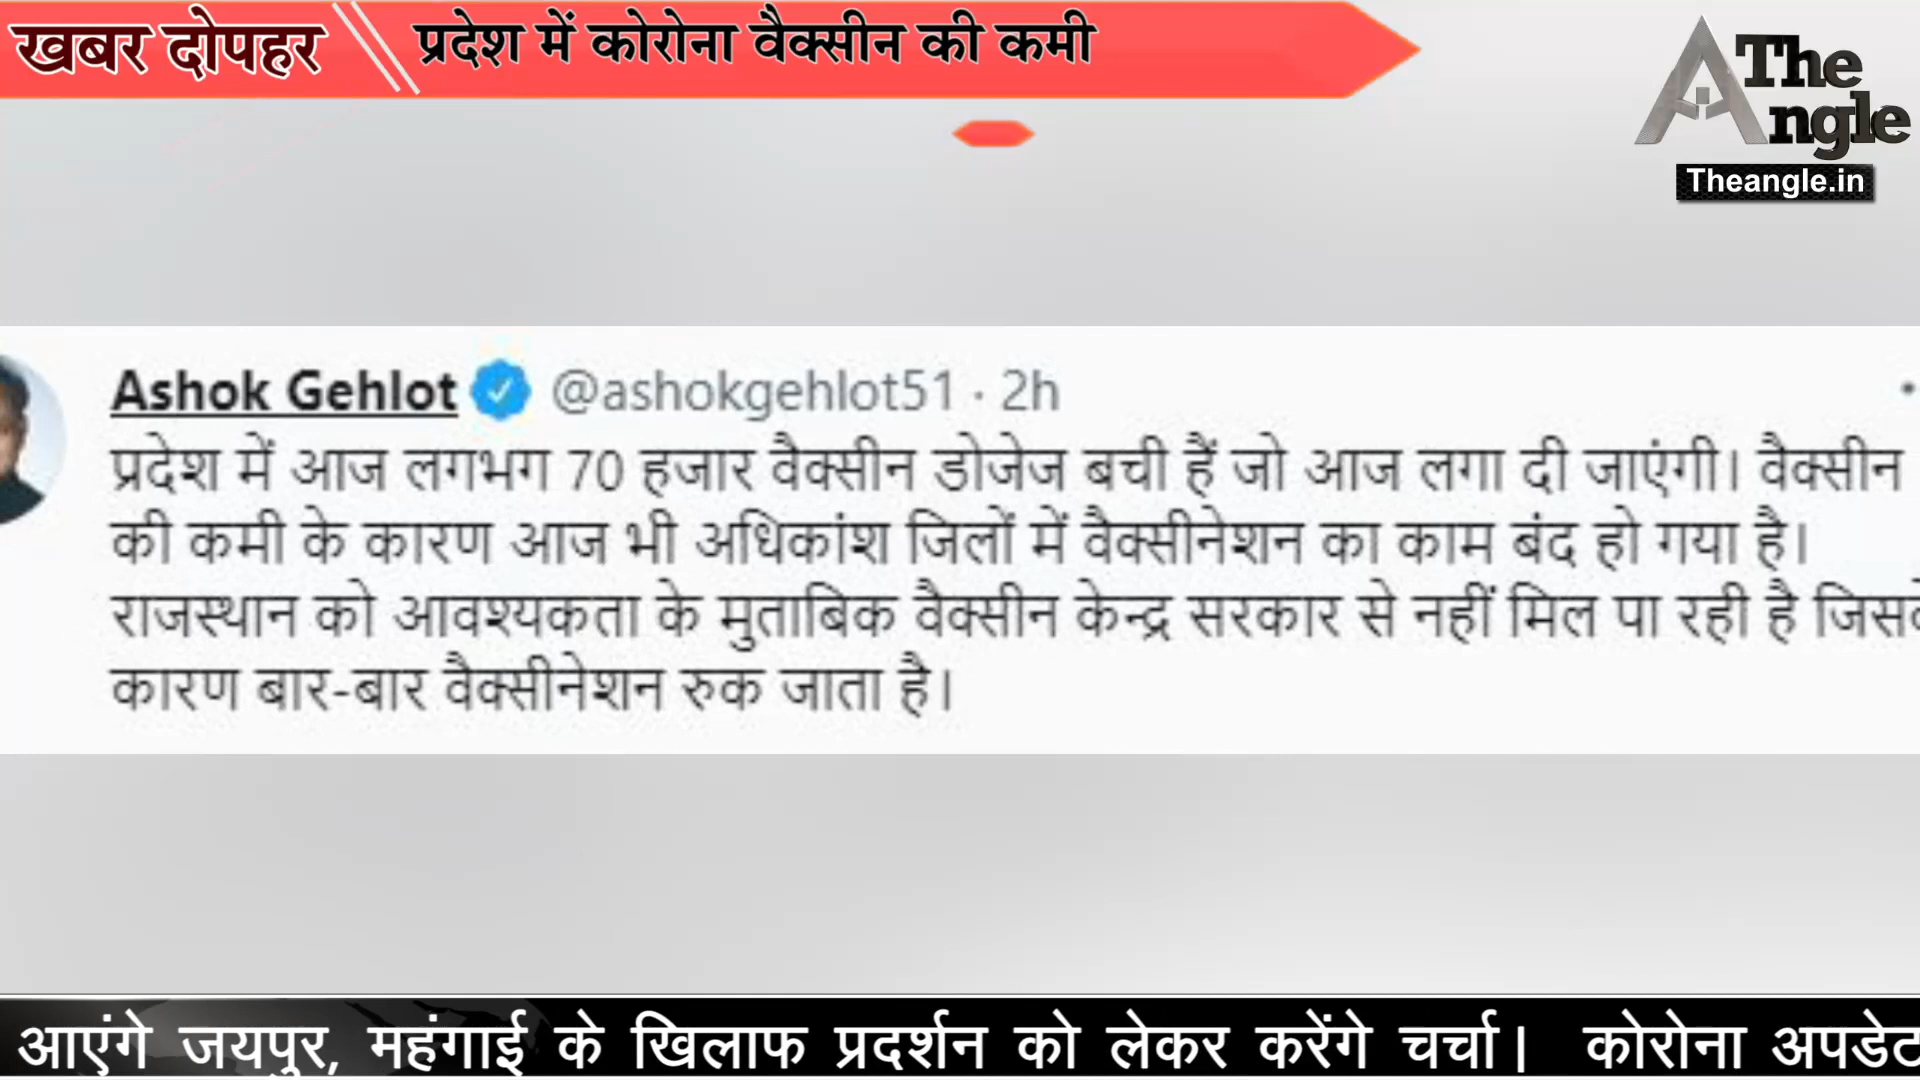 खबर दोपहर
प्रदेश में कोरोना वैक्सीन की कमी
The
Angle
Theangle.in
Ashok Gehlot @ashokgehlot51 · 2h
प्रदेश में आज लगभग 70 हजार वैक्सीन डोजेज बची हैं जो आज लगा दी जाएंगी। वैक्सीन
की कमी के कारण आज भी अधिकांश जिलों में वैक्सीनेशन का काम बंद हो गया है।
राजस्थान को आवश्यकता के मुताबिक वैक्सीन केन्द्र सरकार से नहीं मिल पा रही है
कारण बार-बार वैक्सीनेशन रुक जाता है।
आएंगे जयपुर, महंगाई के खिलाफ प्रदर्शन को लेकर करेंगे चर्चा। कोरोना अपडेट